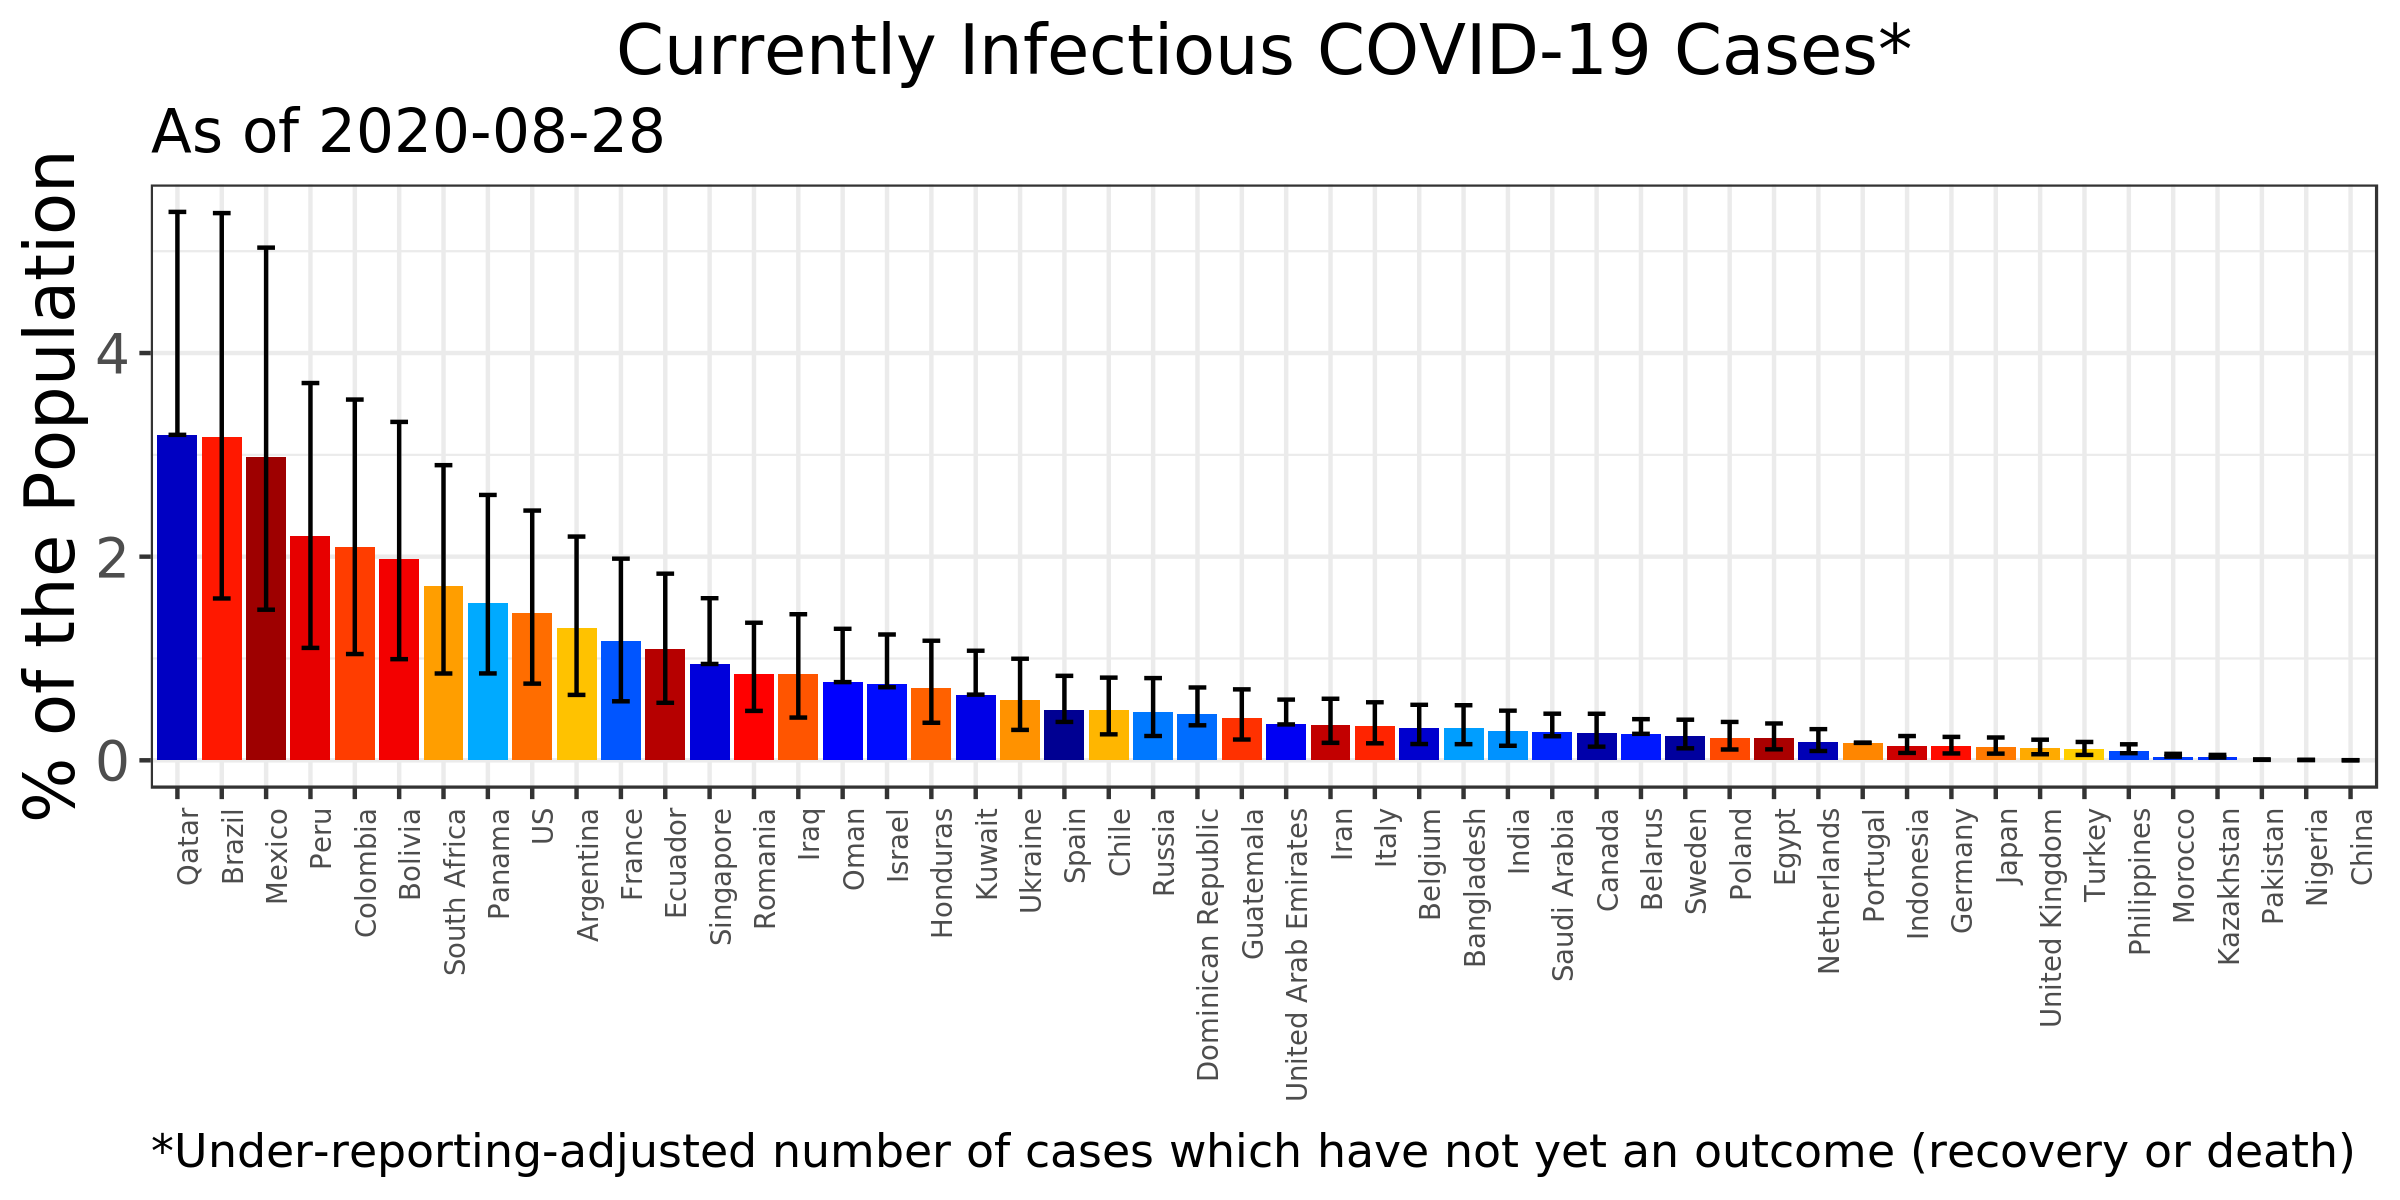 Currently Infectious COVID-19 Cases*
As of 2020-08-28
% of the Population
4
2
0
Qatar
Brazil
Mexico
Peru
Colombia
Bolivia
South Africa
Panama
US
Argentina
France
Ecuador
Singapore
Romania
Iraq
Oman
Israel
Honduras
Kuwait
Ukraine
Spain
Chile
Russia
Dominican Republic
Guatemala
United Arab Emirates
Iran
Italy
Belgium
Bangladesh
India
Saudi Arabia
Canada
Belarus
Sweden
Poland
Egypt
Netherlands
Portugal
Indonesia
Germany
Japan
United Kingdom
Turkey
Philippines
Morocco
Kazakhstan
Pakistan
Nigeria
China
*Under-reporting-adjusted number of cases which have not yet an outcome (recovery or death)